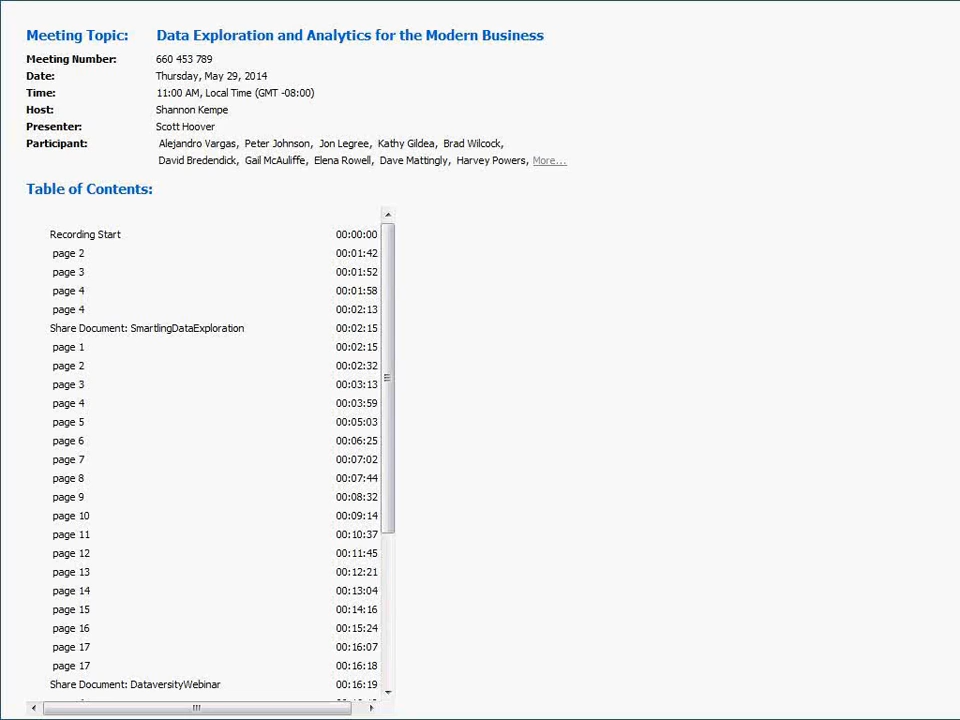 Meeting Topic: Data Exploration and Analytics for the Modern Business
Meeting Number: 660 453 789
Date: Thursday, May 29, 2014
Time: 11:00 AM, Local Time (GMT -08:00)
Host: Shannon Kempe
Presenter: Scott Hoover
Participant: Alejandro Vargas, Peter Johnson, Jon Legree, Kathy Gildea, Brad Wilcock,
David Bredendick, Gail McAuliffe, Elena Rowell, Dave Mattingly, Harvey Powers, More...
Table of Contents:
Recording Start 00:00:00
page 2 00:01:42
page 3 00:01:52
page 4 00:01:58
page 4 00:02:13
Share Document: SmartlingDataExploration 00:02:15
page 1 00:02:15
page 2 00:02:32
page 3 00:03:13
page 4 00:03:59
page 5 00:05:03
page 6 00:06:25
page 7 00:07:02
page 8 00:07:44
page 9 00:08:32
page 10 00:09:14
page 11 00:10:37
page 12 00:11:45
page 13 00:12:21
page 14 00:13:04
page 15 00:14:16
page 16 00:15:24
page 17 00:16:07
page 17 00:16:18
Share Document: DataversityWebinar 00:16:19